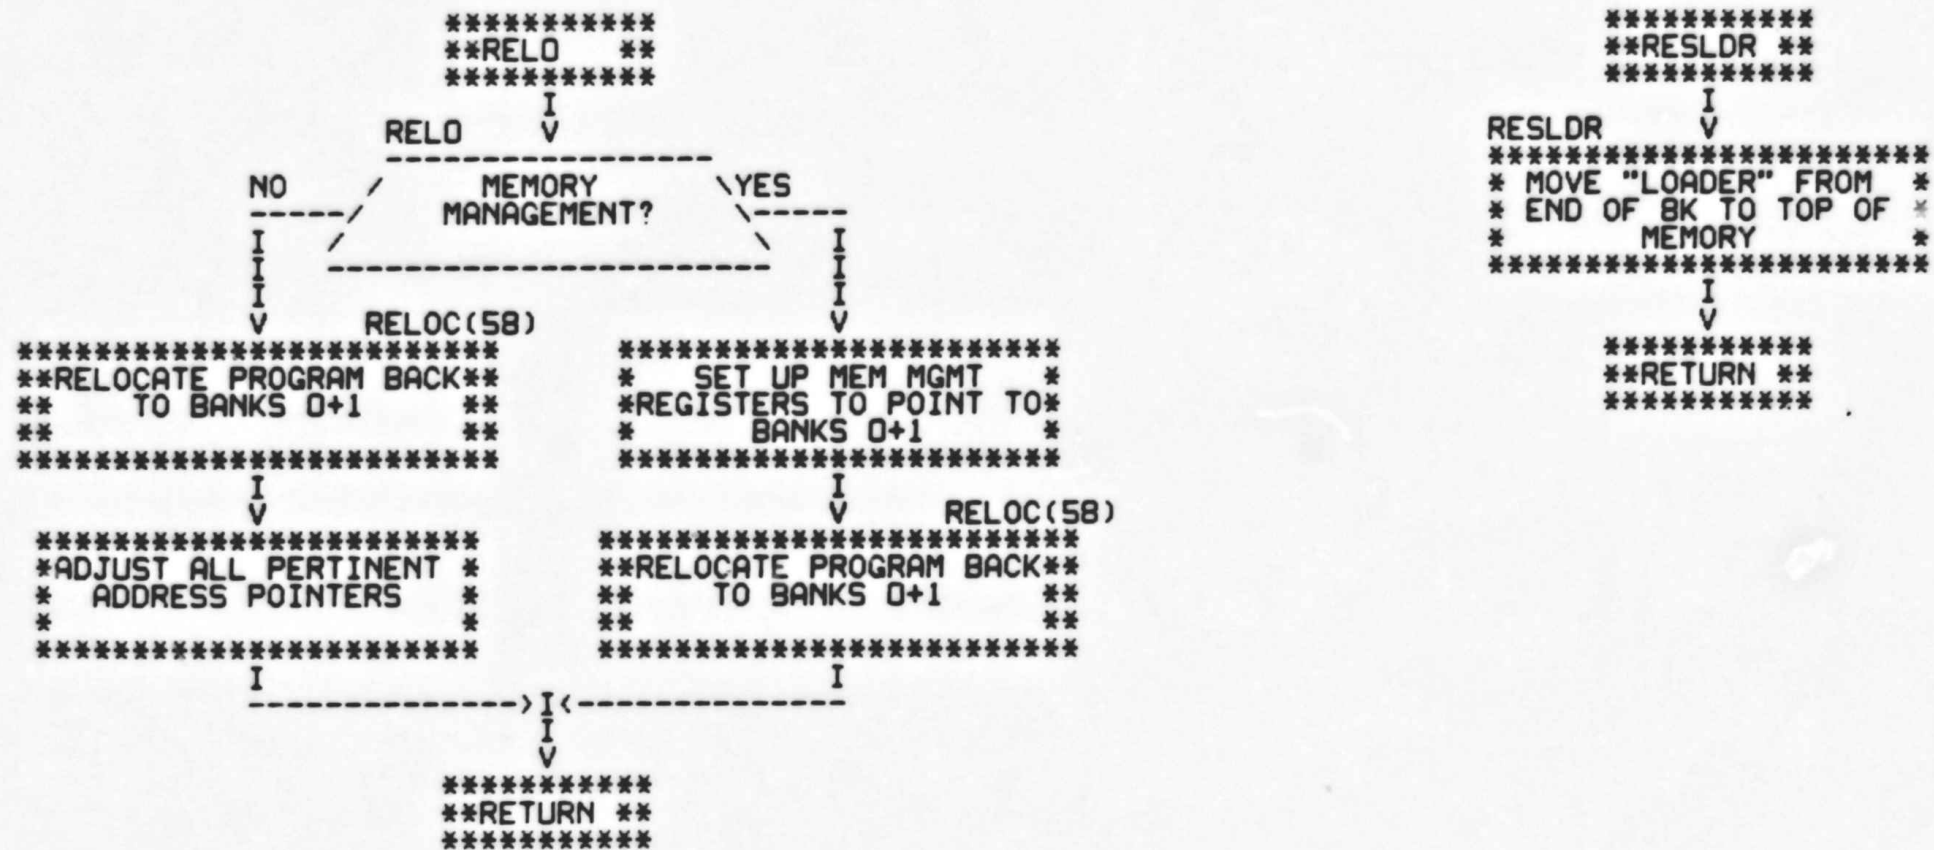 RELO
RELO
NO
MEMORY
YES
MANAGEMENT?
RELOC(58)
RELOCATE PROGRAM BACK
TO BANKS 0+1
ADJUST ALL PERTINENT
ADDRESS POINTERS
SET UP MEM MGMT
REGISTERS TO POINT TO
BANKS 0+1
RELOC(58)
RELOCATE PROGRAM BACK
TO BANKS 0+1
RETURN
RESLDR
RESLDR
MOVE "LOADER" FROM
END OF 8K TO TOP OF
MEMORY
RETURN